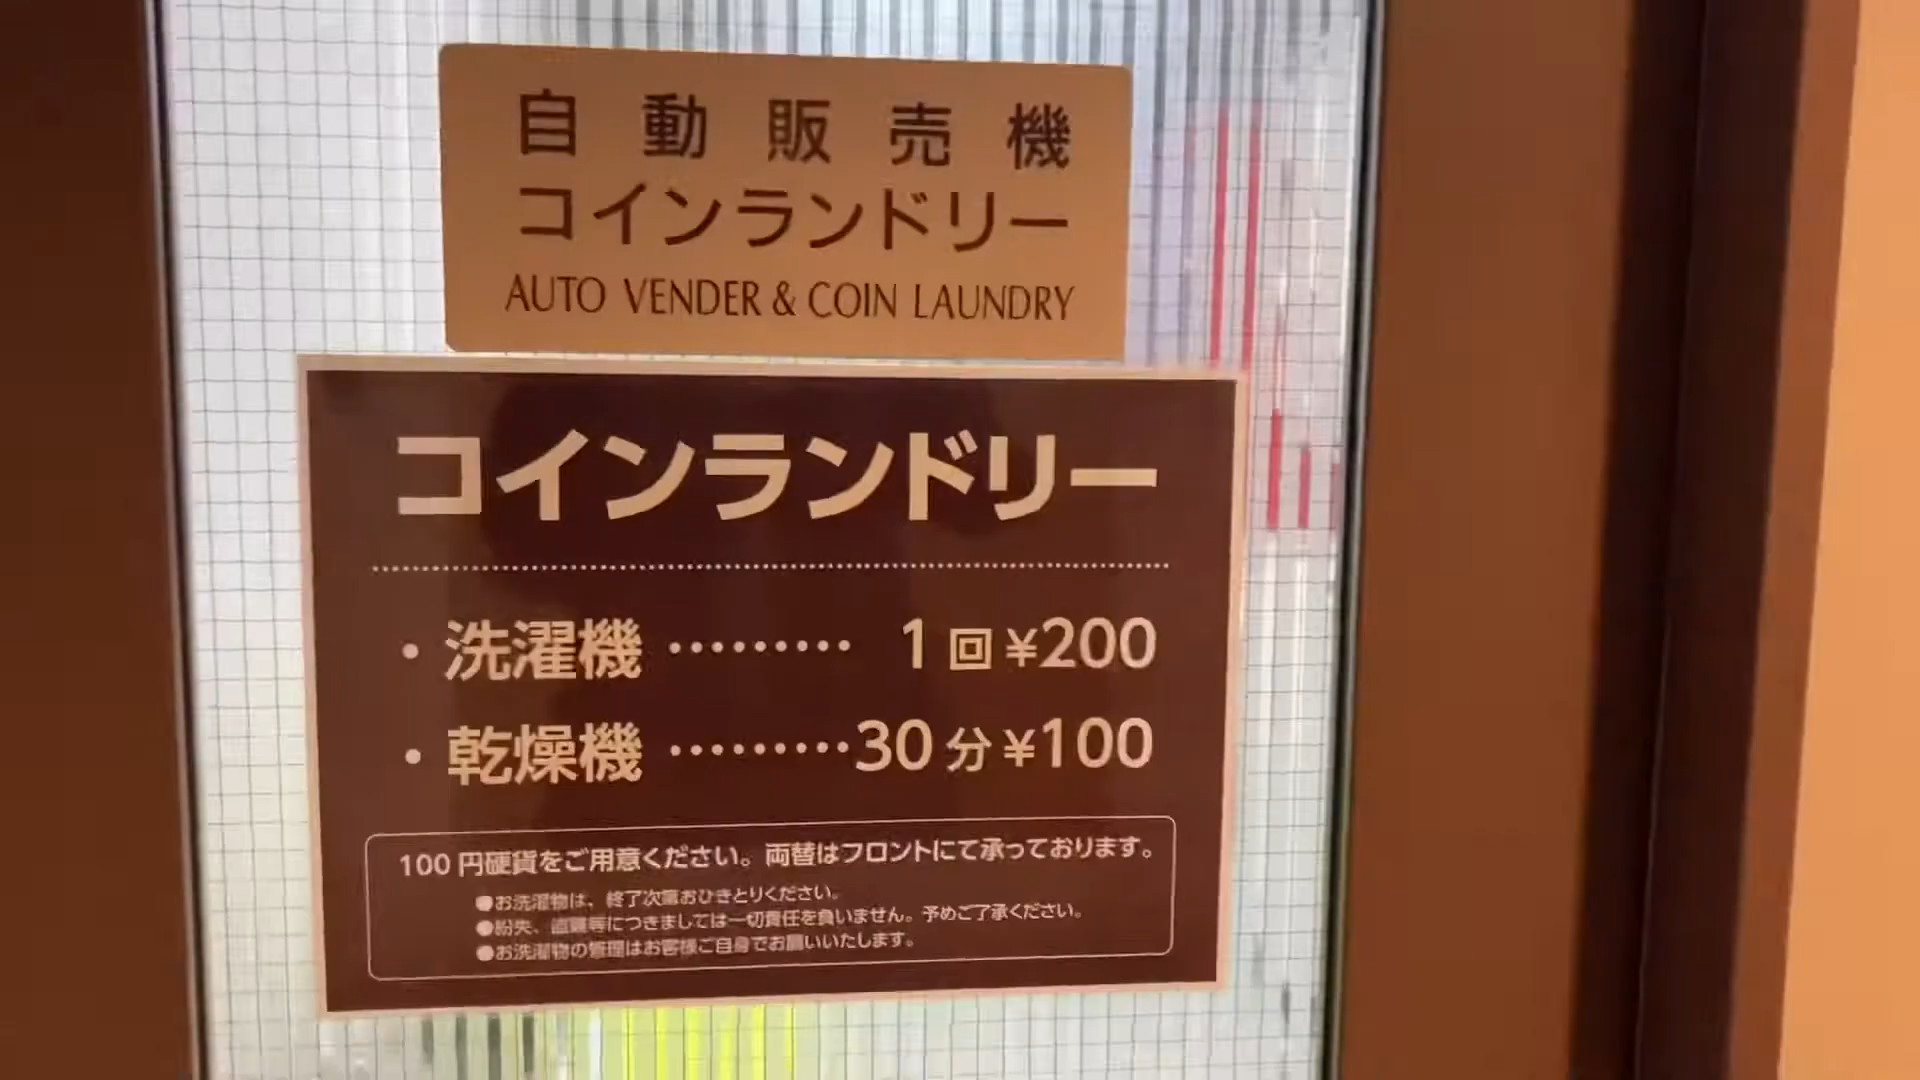 自動販売機
コインランドリー
AUTO VENDER & COIN LAUNDRY
コインランドリー
・洗濯機 ········· 1回 ¥200
・乾燥機 ·········30分 ¥100
100円硬貨をご用意ください。両替はフロントにて承っております。
●お洗濯物は、終了次第おひきとりください。
●紛失、盗難等につきましては一切責任を負いません。予めご了承ください。
●お洗濯物の管理はお客様ご自身でお願いいたします。